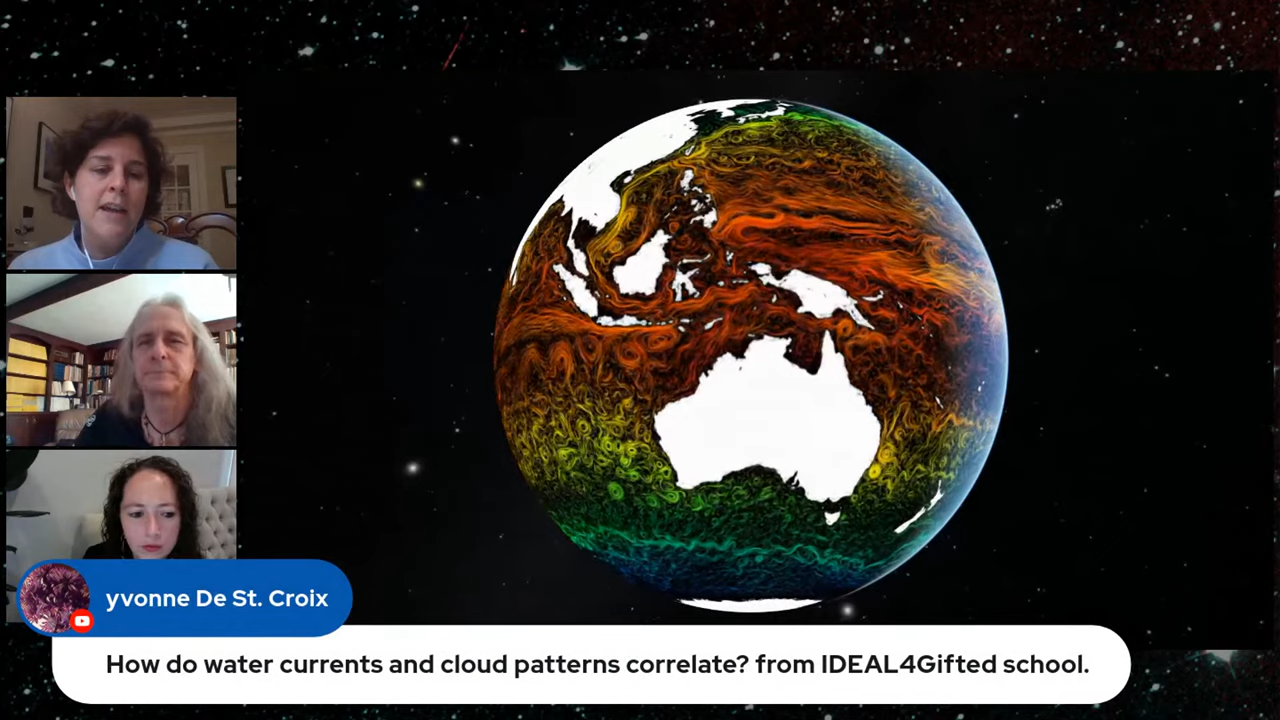 yvonne De St. Croix
How do water currents and cloud patterns correlate? from IDEAL4Gifted school.